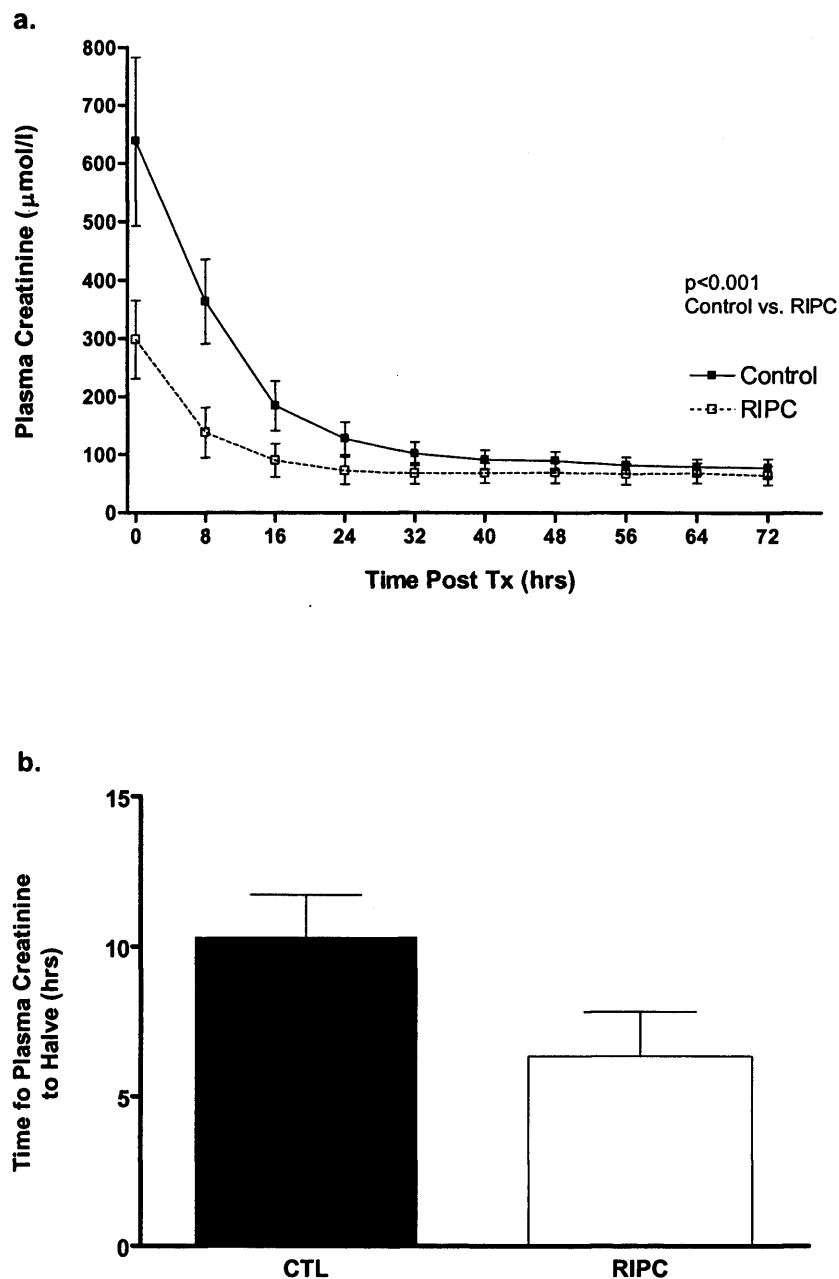 a.
800
700
600
500
400
300
200
100
0
Plasma Creatinine (μmol/l)
p<0.001
Control vs. RIPC
Control
RIPC
0 8 16 24 32 40 48 56 64 72
Time Post Tx (hrs)
b.
15
10
5
0
Time fo Plasma Creatinine
to Halve (hrs)
CTL RIPC